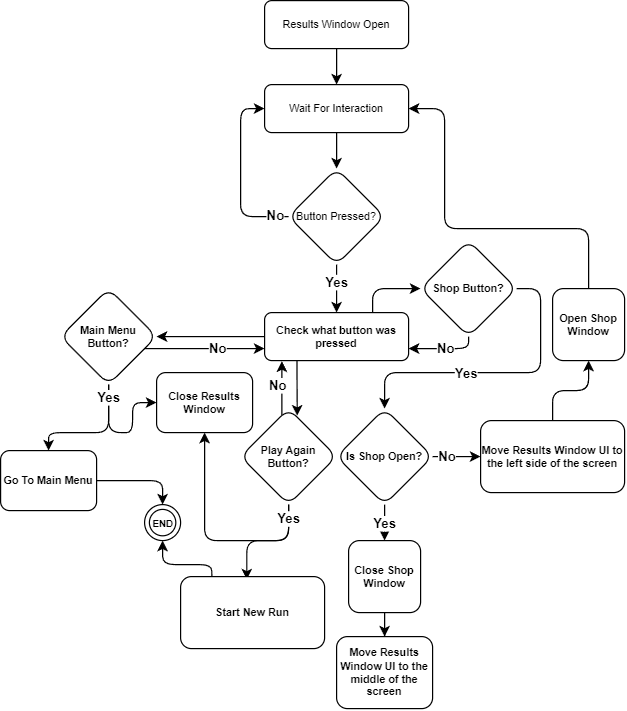 Results Window Open
Wait For Interaction
Button Pressed?
No
Yes
Shop Button?
Main Menu
Button?
Check what button was
pressed
Open Shop
Window
No
No
Yes
No
Yes
Close Results
Window
Play Again
Button?
Is Shop Open?
No
Move Results Window UI to
the left side of the screen
Go To Main Menu
END
Yes
Yes
Close Shop
Window
Start New Run
Move Results
Window UI to the
middle of the
screen